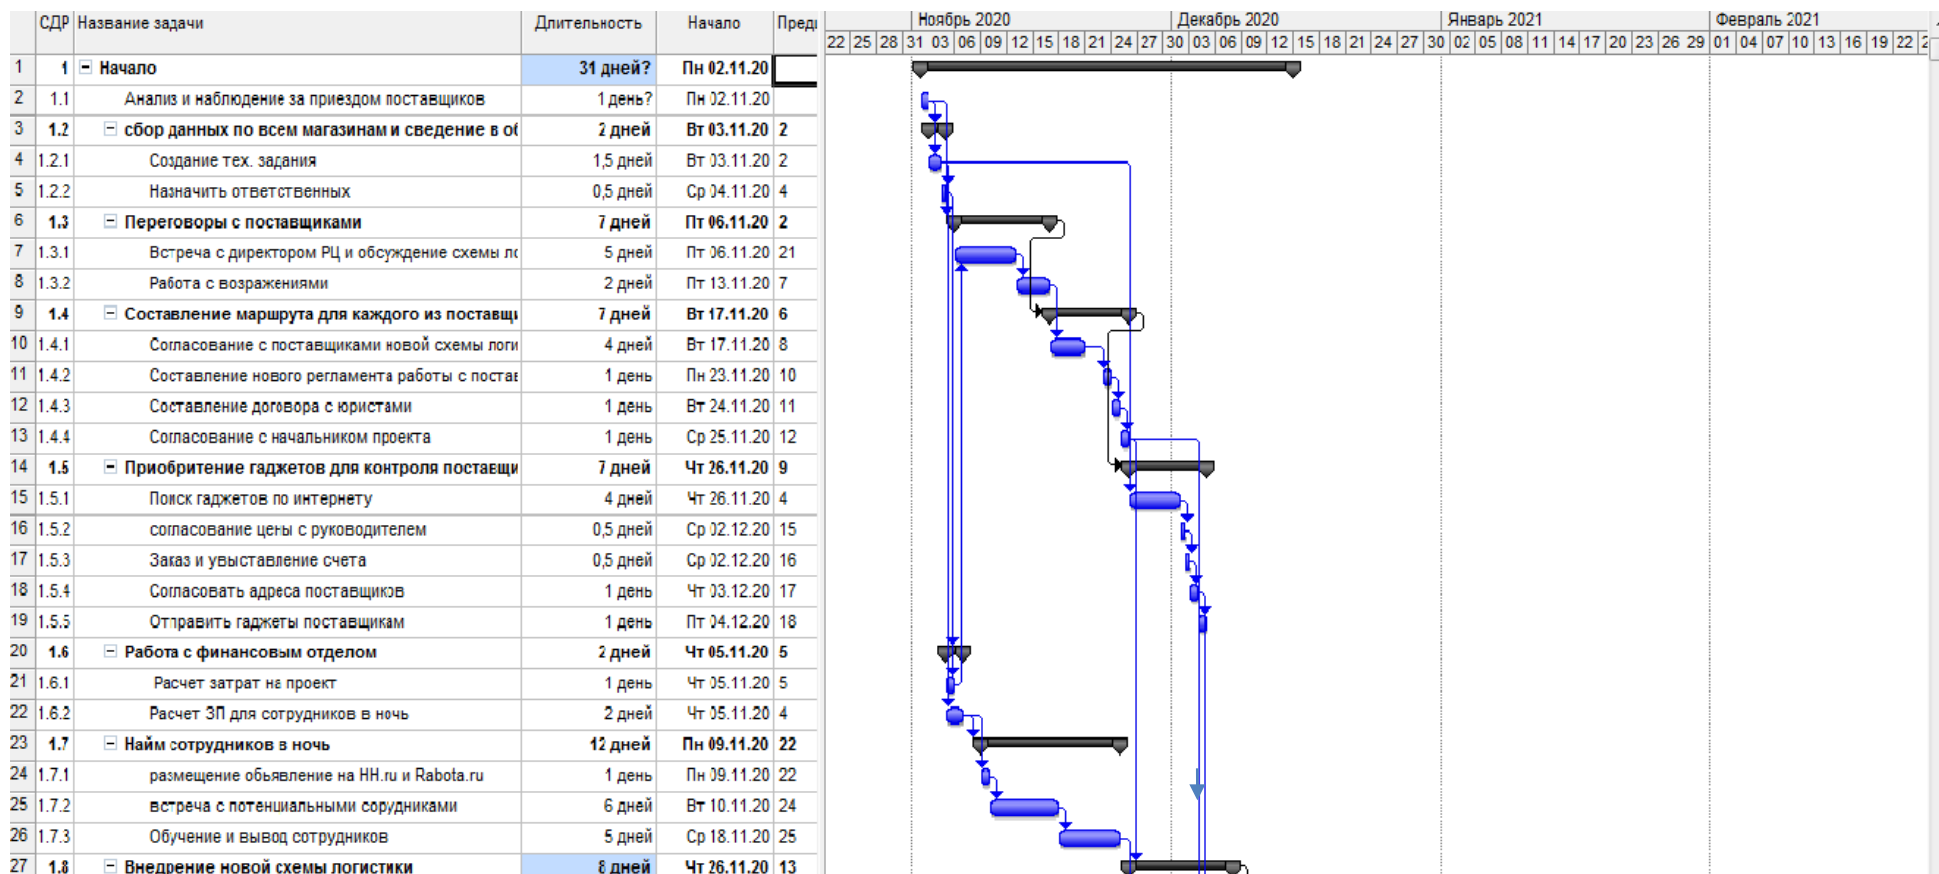 СДР Название задачи Длительность Начало Пред
Ноябрь 2020 Декабрь 2020 Январь 2021 Февраль 2021
22 25 28 31 03 06 09 12 15 18 21 24 27 30 03 06 09 12 15 18 21 24 27 30 02 05 08 11 14 17 20 23 26 29 01 04 07 10 13 16 19 22 2
1 1 Начало 31 дней? Пн 02.11.20
2 1.1 Анализ и наблюдение за приездом поставщиков 1 день? Пн 02.11.20
3 1.2 сбор данных по всем магазинам и сведение в об 2 дней Вт 03.11.20 2
4 1.2.1 Создание тех. задания 1,5 дней Вт 03.11.20 2
5 1.2.2 Назначить ответственных 0,5 дней Ср 04.11.20 4
6 1.3 Переговоры с поставщиками 7 дней Пт 06.11.20 2
7 1.3.1 Встреча с директором РЦ и обсуждение схемы ло 5 дней Пт 06.11.20 21
8 1.3.2 Работа с возражениями 2 дней Пт 13.11.20 7
9 1.4 Составление маршрута для каждого из поставщи 7 дней Вт 17.11.20 6
10 1.4.1 Согласование с поставщиками новой схемы логи 4 дней Вт 17.11.20 8
11 1.4.2 Составление нового регламента работы с постав 1 день Пн 23.11.20 10
12 1.4.3 Составление договора с юристами 1 день Вт 24.11.20 11
13 1.4.4 Согласование с начальником проекта 1 день Ср 25.11.20 12
14 1.5 Приобритение гаджетов для контроля поставщи 7 дней Чт 26.11.20 9
15 1.5.1 Поиск гаджетов по интернету 4 дней Чт 26.11.20 4
16 1.5.2 согласование цены с руководителем 0,5 дней Ср 02.12.20 15
17 1.5.3 Заказ и увыставление счета 0,5 дней Ср 02.12.20 16
18 1.5.4 Согласовать адреса поставщиков 1 день Чт 03.12.20 17
19 1.5.5 Отправить гаджеты поставщикам 1 день Пт 04.12.20 18
20 1.6 Работа с финансовым отделом 2 дней Чт 05.11.20 5
21 1.6.1 Расчет затрат на проект 1 день Чт 05.11.20 5
22 1.6.2 Расчет ЗП для сотрудников в ночь 2 дней Чт 05.11.20 4
23 1.7 Найм сотрудников в ночь 12 дней Пн 09.11.20 22
24 1.7.1 размещение обьявление на HH.ru и Rabota.ru 1 день Пн 09.11.20 22
25 1.7.2 встреча с потенциальными сорудниками 6 дней Вт 10.11.20 24
26 1.7.3 Обучение и вывод сотрудников 5 дней Ср 18.11.20 25
27 1.8 Внедрение новой схемы логистики 8 дней Чт 26.11.20 13